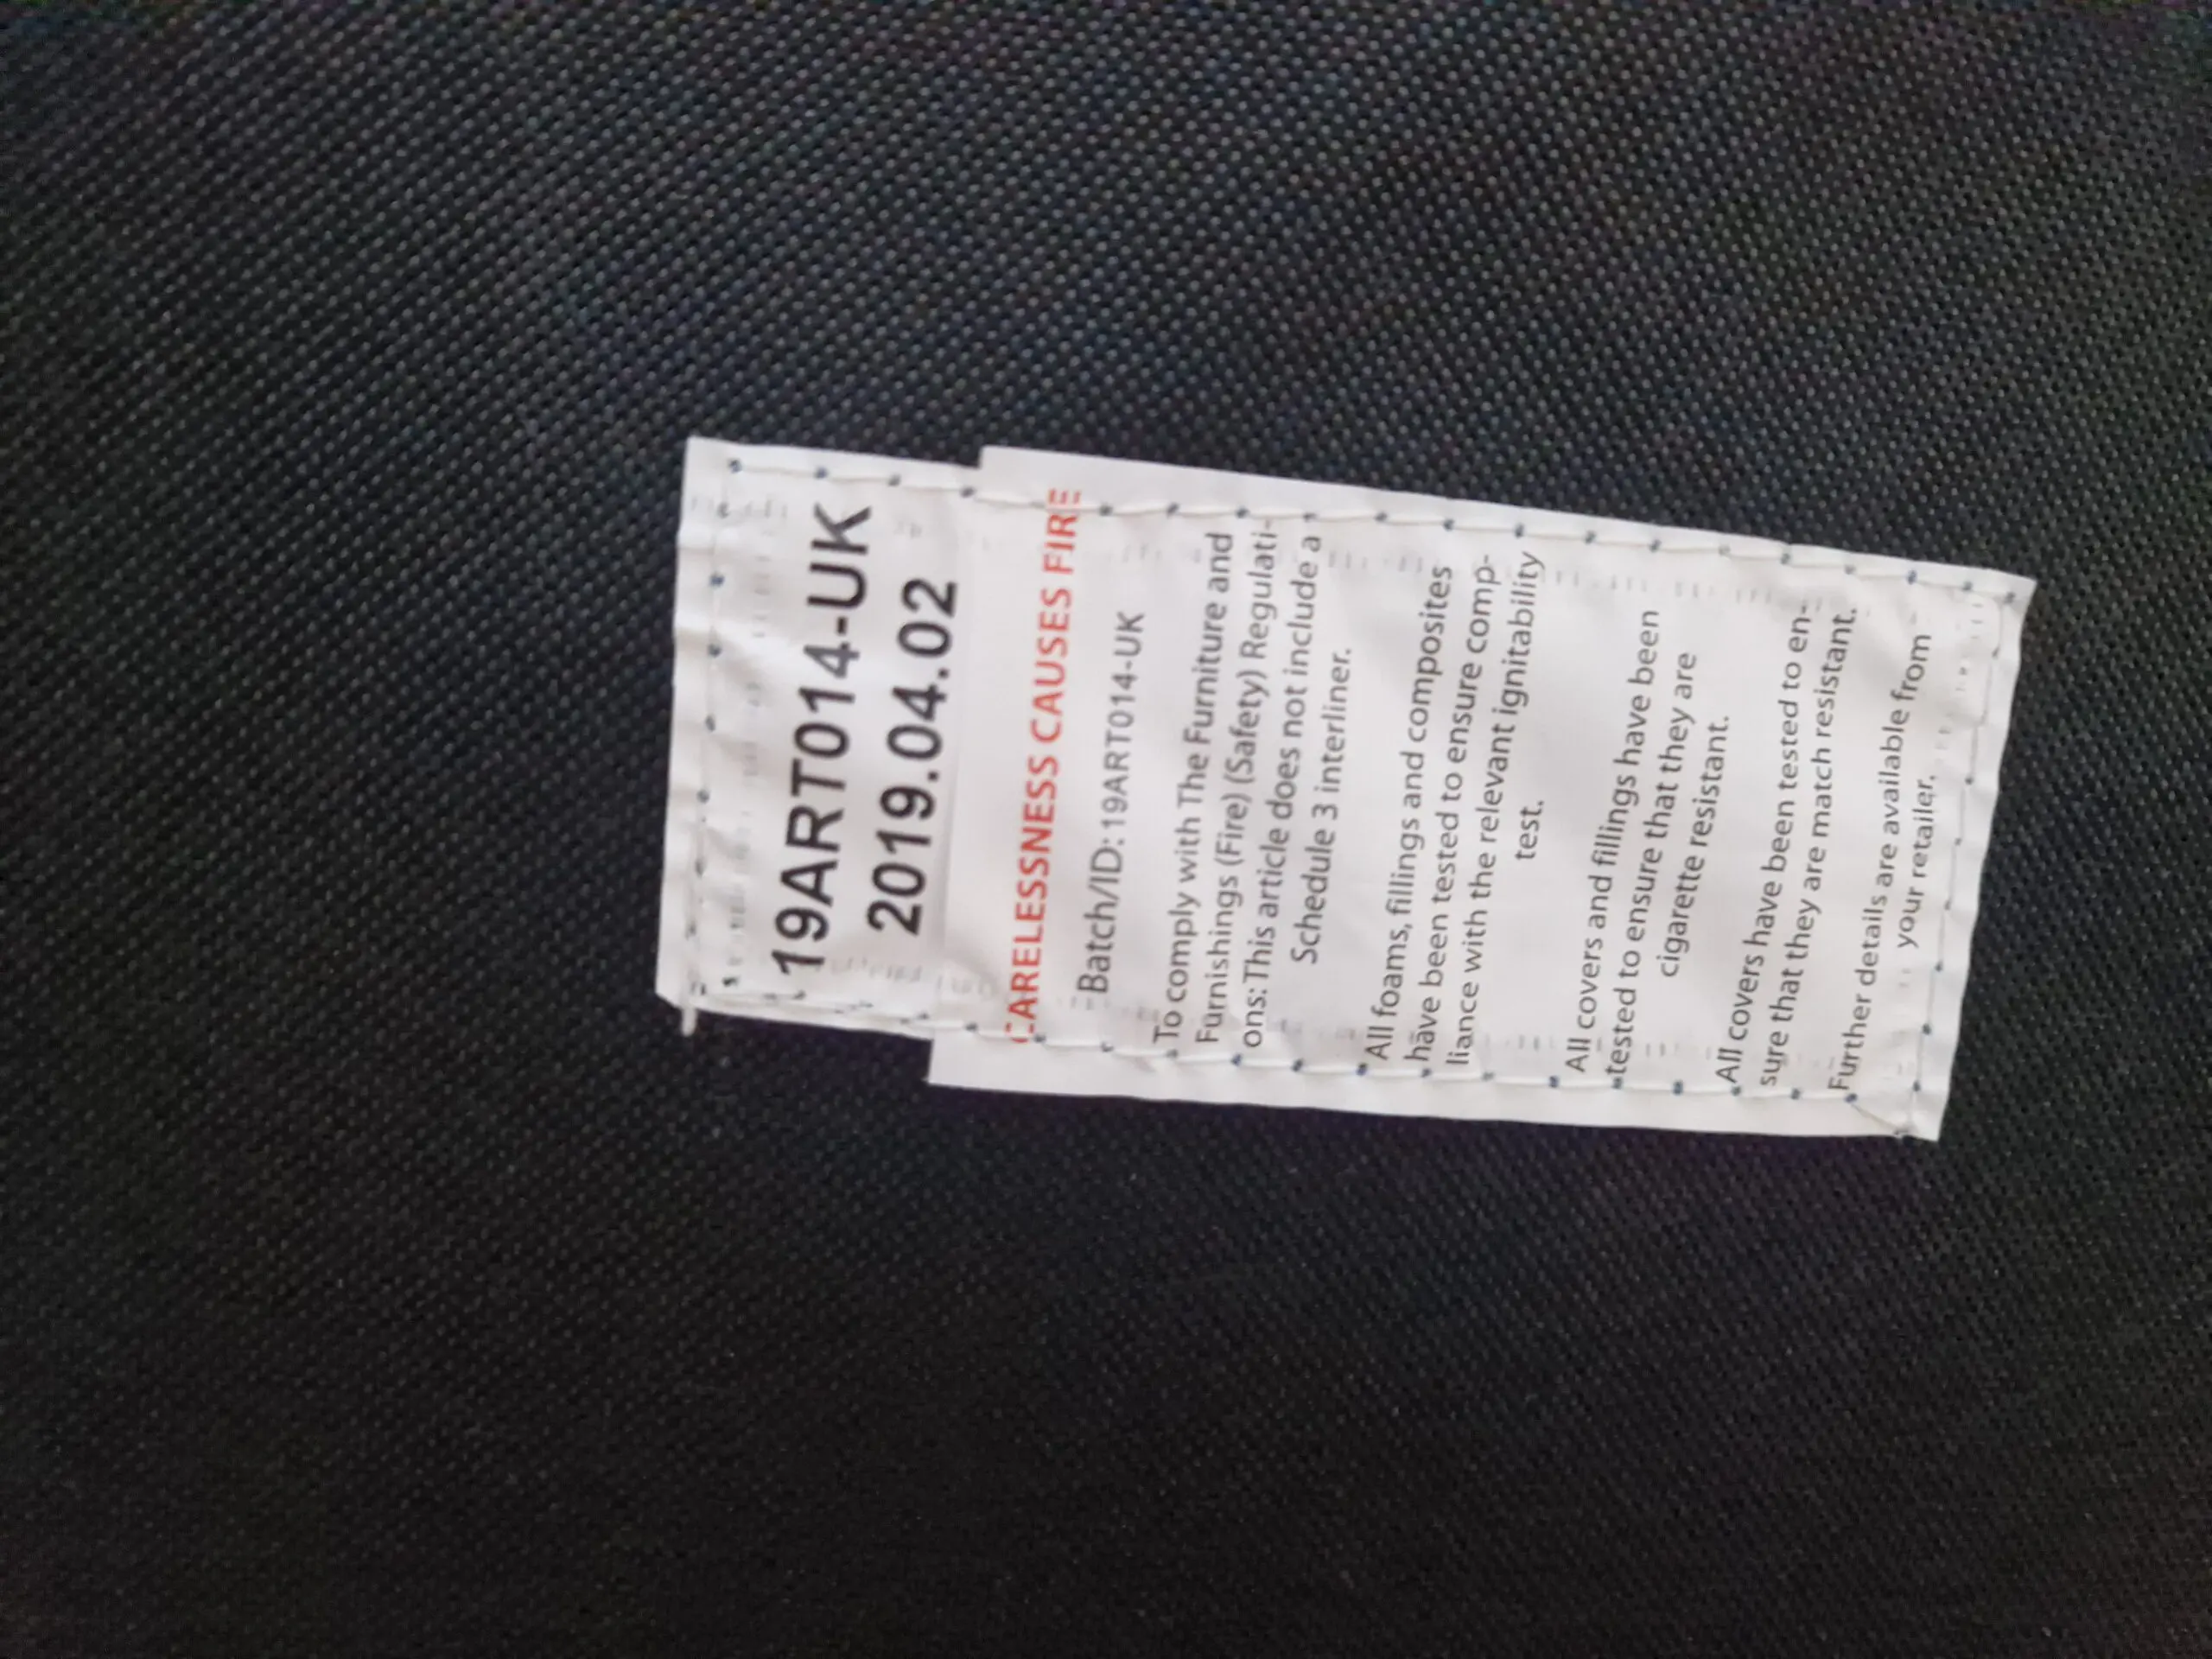 19ART014-UK
2019.04.02
CARELESSNESS CAUSES FIRE
Batch/ID: 19ART014-UK
To comply with The Furniture and
Furnishings (Fire) (Safety) Regulati-
ons: This article does not include a
Schedule 3 interliner.
All foams, fillings and composites
have been tested to ensure comp-
liance with the relevant ignitability
test.
All covers and fillings have been
tested to ensure that they are
cigarette resistant.
All covers have been tested to en-
sure that they are match resistant.
Further details are available from
your retailer.